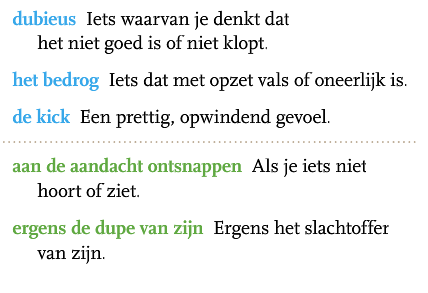 dubieus Iets waarvan je denkt dat
het niet goed is of niet klopt.
het bedrog Iets dat met opzet vals of oneerlijk is.
de kick Een prettig, opwindend gevoel.
aan de aandacht ontsnappen Als je iets niet
hoort of ziet.
ergens de dupe van zijn Ergens het slachtoffer
van zijn.